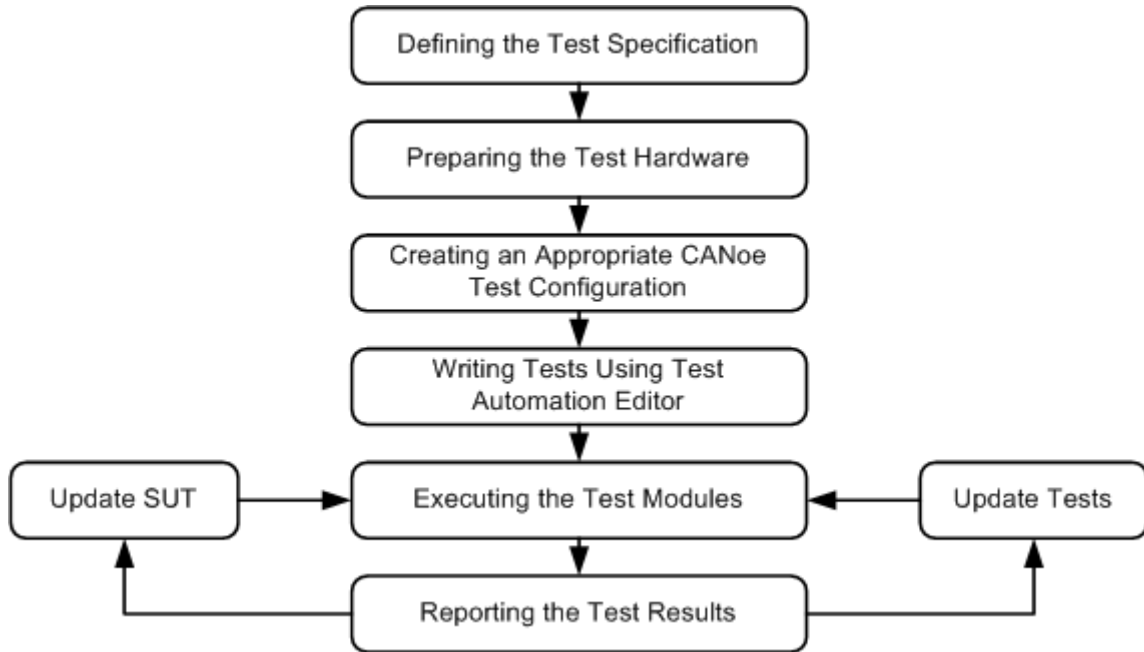 Defining the Test Specification
Preparing the Test Hardware
Creating an Appropriate CANoe
Test Configuration
Writing Tests Using Test
Automation Editor
Update SUT
Executing the Test Modules
Update Tests
Reporting the Test Results